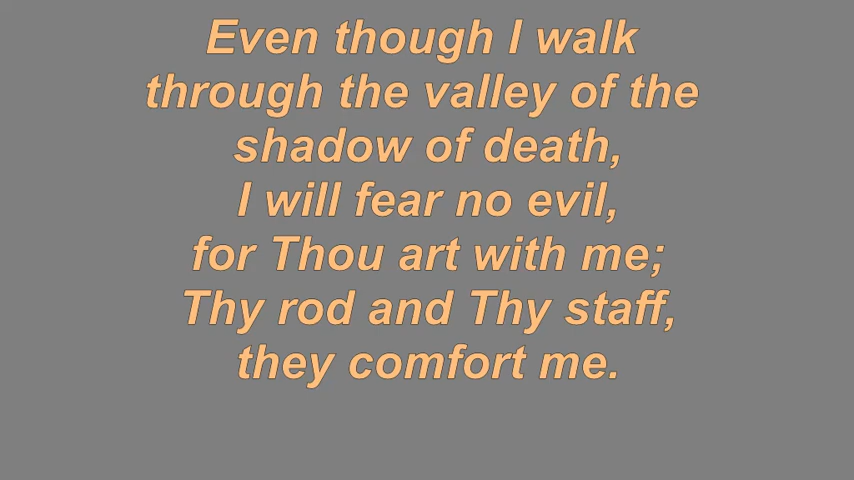 Even though I walk
through the valley of the
shadow of death,
I will fear no evil,
for Thou art with me;
Thy rod and Thy staff,
they comfort me.